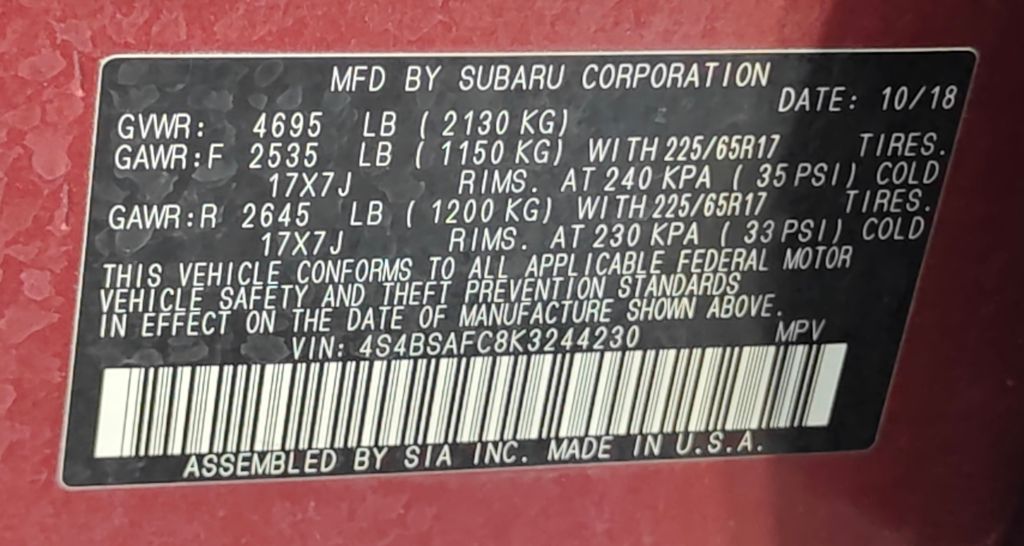 MFD BY SUBARU CORPORATION
DATE: 10/18
GVWR: 4695 LB ( 2130 KG)
GAWR:F 2535 LB ( 1150 KG) WITH 225/65R17 TIRES.
17X7J RIMS. AT 240 KPA ( 35 PSI) COLD
GAWR:R 2645 LB ( 1200 KG) WITH 225/65R17 TIRES.
17X7J RIMS. AT 230 KPA ( 33 PSI) COLD
THIS VEHICLE CONFORMS TO ALL APPLICABLE FEDERAL MOTOR
VEHICLE SAFETY AND THEFT PREVENTION STANDARDS
IN EFFECT ON THE DATE OF MANUFACTURE SHOWN ABOVE.
VIN: 4S4BSAFC8K3244230 MPV
ASSEMBLED BY SIA INC. MADE IN U.S.A.